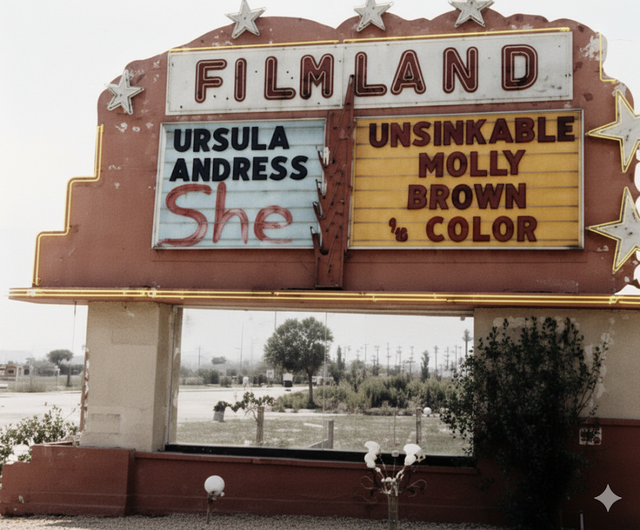 FILMLAND
URSULA
ANDRESS
She
UNSINKABLE
MOLLY
BROWN
COLOR